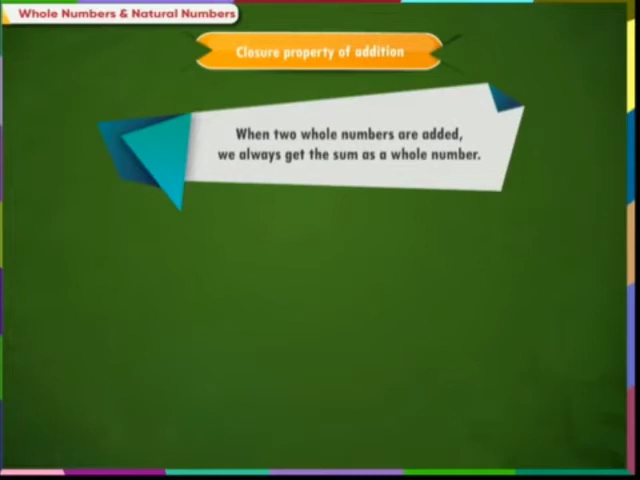 Whole Numbers & Natural Numbers
Closure property of addition
When two whole numbers are added,
we always get the sum as a whole number.